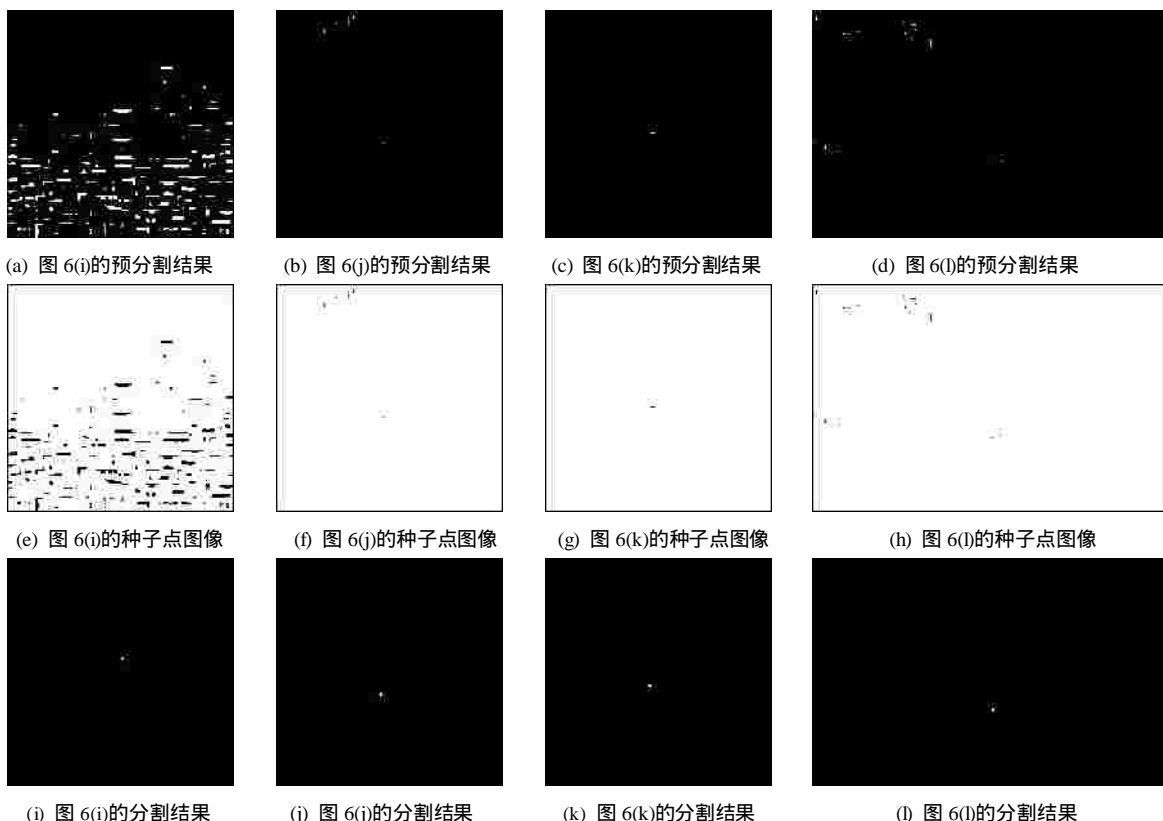 (a) 图 6(i)的预分割结果
(b) 图 6(j)的预分割结果
(c) 图 6(k)的预分割结果
(d) 图 6(l)的预分割结果
(e) 图 6(i)的种子点图像
(f) 图 6(j)的种子点图像
(g) 图 6(k)的种子点图像
(h) 图 6(l)的种子点图像
(i) 图 6(i)的分割结果
(j) 图 6(j)的分割结果
(k) 图 6(k)的分割结果
(l) 图 6(l)的分割结果